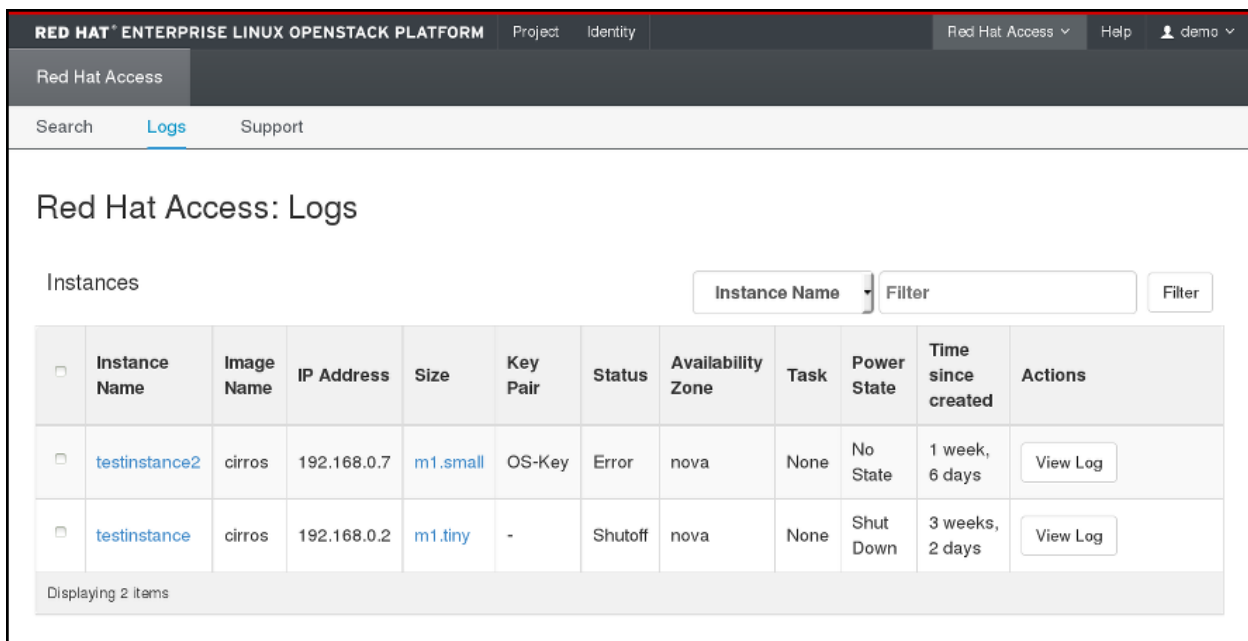 RED HAT® ENTERPRISE LINUX OPENSTACK PLATFORM Project Identity Red Hat Access Help demo
Red Hat Access
Search Logs Support
Red Hat Access: Logs
Instances Instance Name Filter Filter
Instance Name Image Name IP Address Size Key Pair Status Availability Zone Task Power State Time since created Actions
testinstance2 cirros 192.168.0.7 m1.small OS-Key Error nova None No State 1 week, 6 days View Log
testinstance cirros 192.168.0.2 m1.tiny - Shutoff nova None Shut Down 3 weeks, 2 days View Log
Displaying 2 items